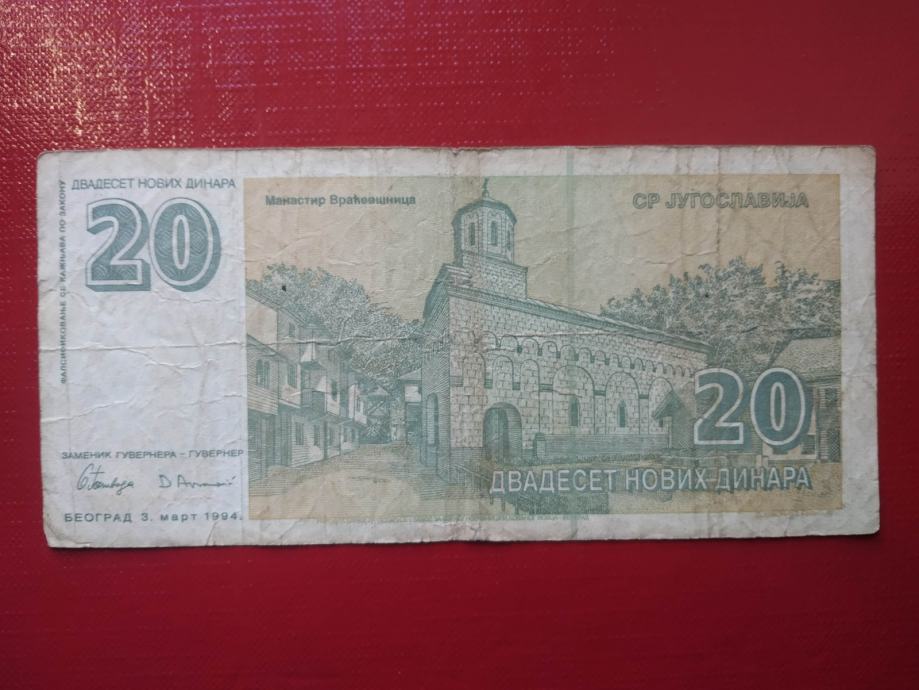 ДВАДЕСЕТ НОВИХ ДИНАРА
20
ФАЛСИФИКОВАЊЕ СЕ КАЖЊАВА ПО ЗАКОНУ
Манастир Враћевшница
СР ЈУГОСЛАВИЈА
20
ДВАДЕСЕТ НОВИХ ДИНАРА
ЗАМЕНИК ГУВЕРНЕРА - ГУВЕРНЕР
БЕОГРАД 3. март 1994.